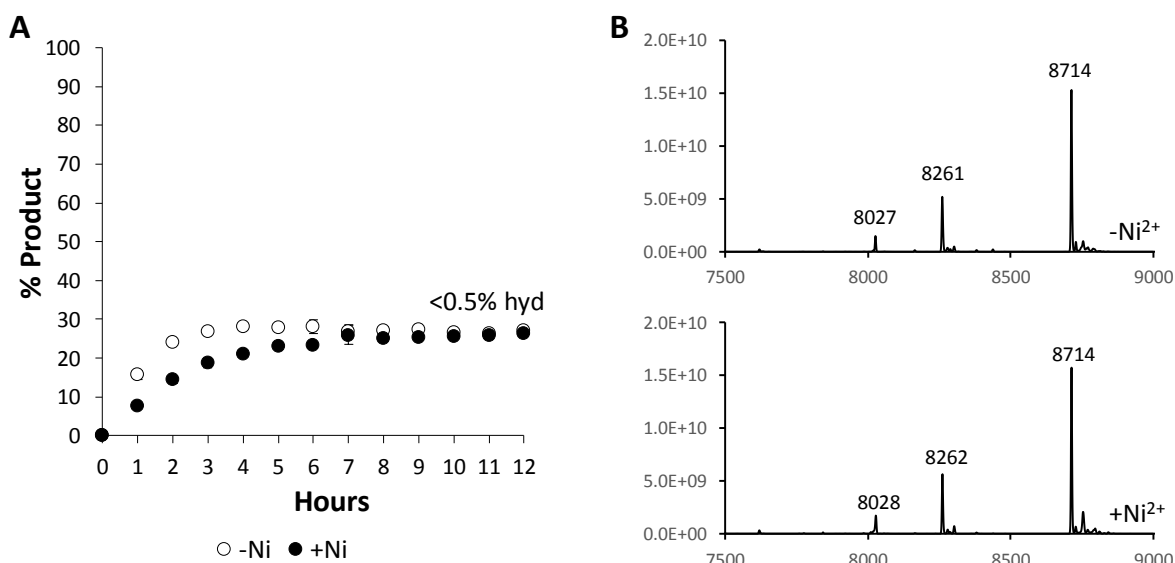 A
100
90
80
70
60
50
40
30
20
10
0
% Product
<0.5% hyd
0 1 2 3 4 5 6 7 8 9 10 11 12
Hours
-Ni +Ni
B
2.0E+10
1.5E+10
1.0E+10
5.0E+09
0.0E+00
8027
8261
8714
-Ni²⁺
7500 8000 8500 9000
2.0E+10
1.5E+10
1.0E+10
5.0E+09
0.0E+00
8028
8262
8714
+Ni²⁺
7500 8000 8500 9000